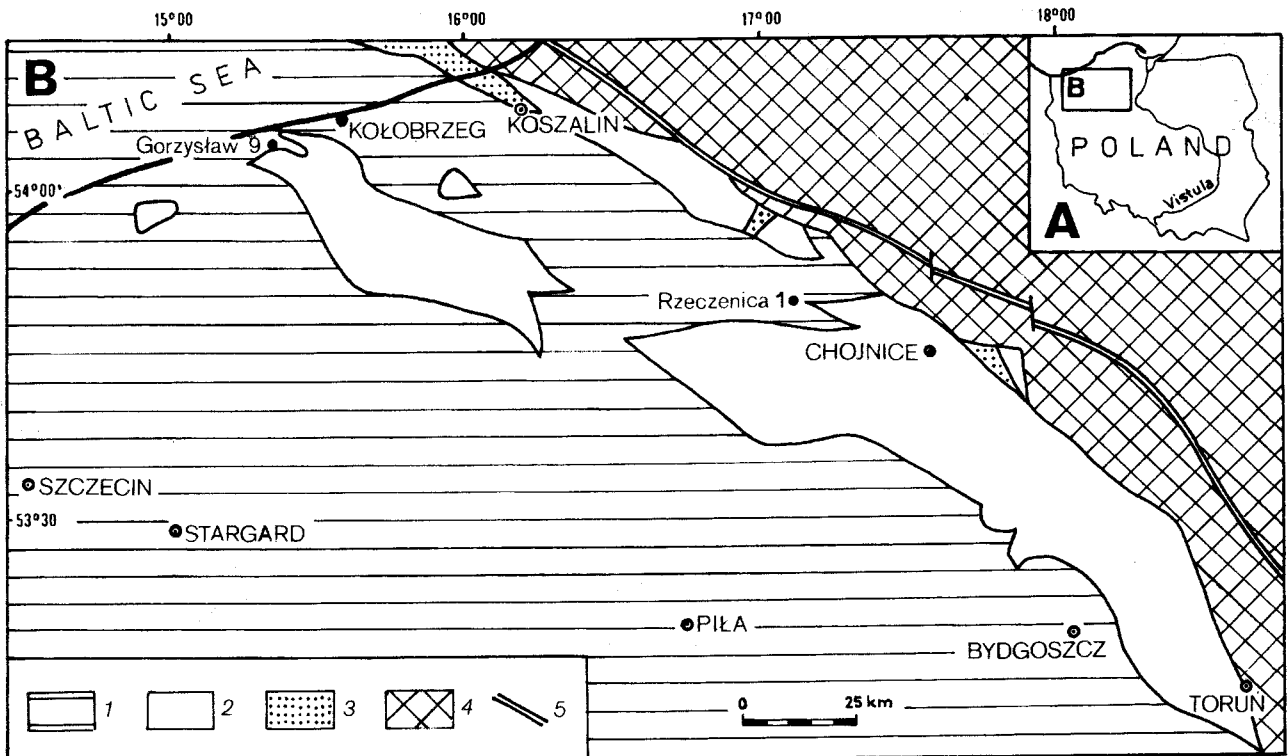 15°00 16°00 17°00 18°00
B
BALTIC SEA
B
POLAND
Vistula
A
KOŁOBRZEG
KOSZALIN
Gorzysław 9
54°00'
Rzeczenica 1
CHOJNICE
SZCZECIN
53°30
STARGARD
PIŁA
BYDGOSZCZ
TORUN
1 2 3 4 5
0 25 km